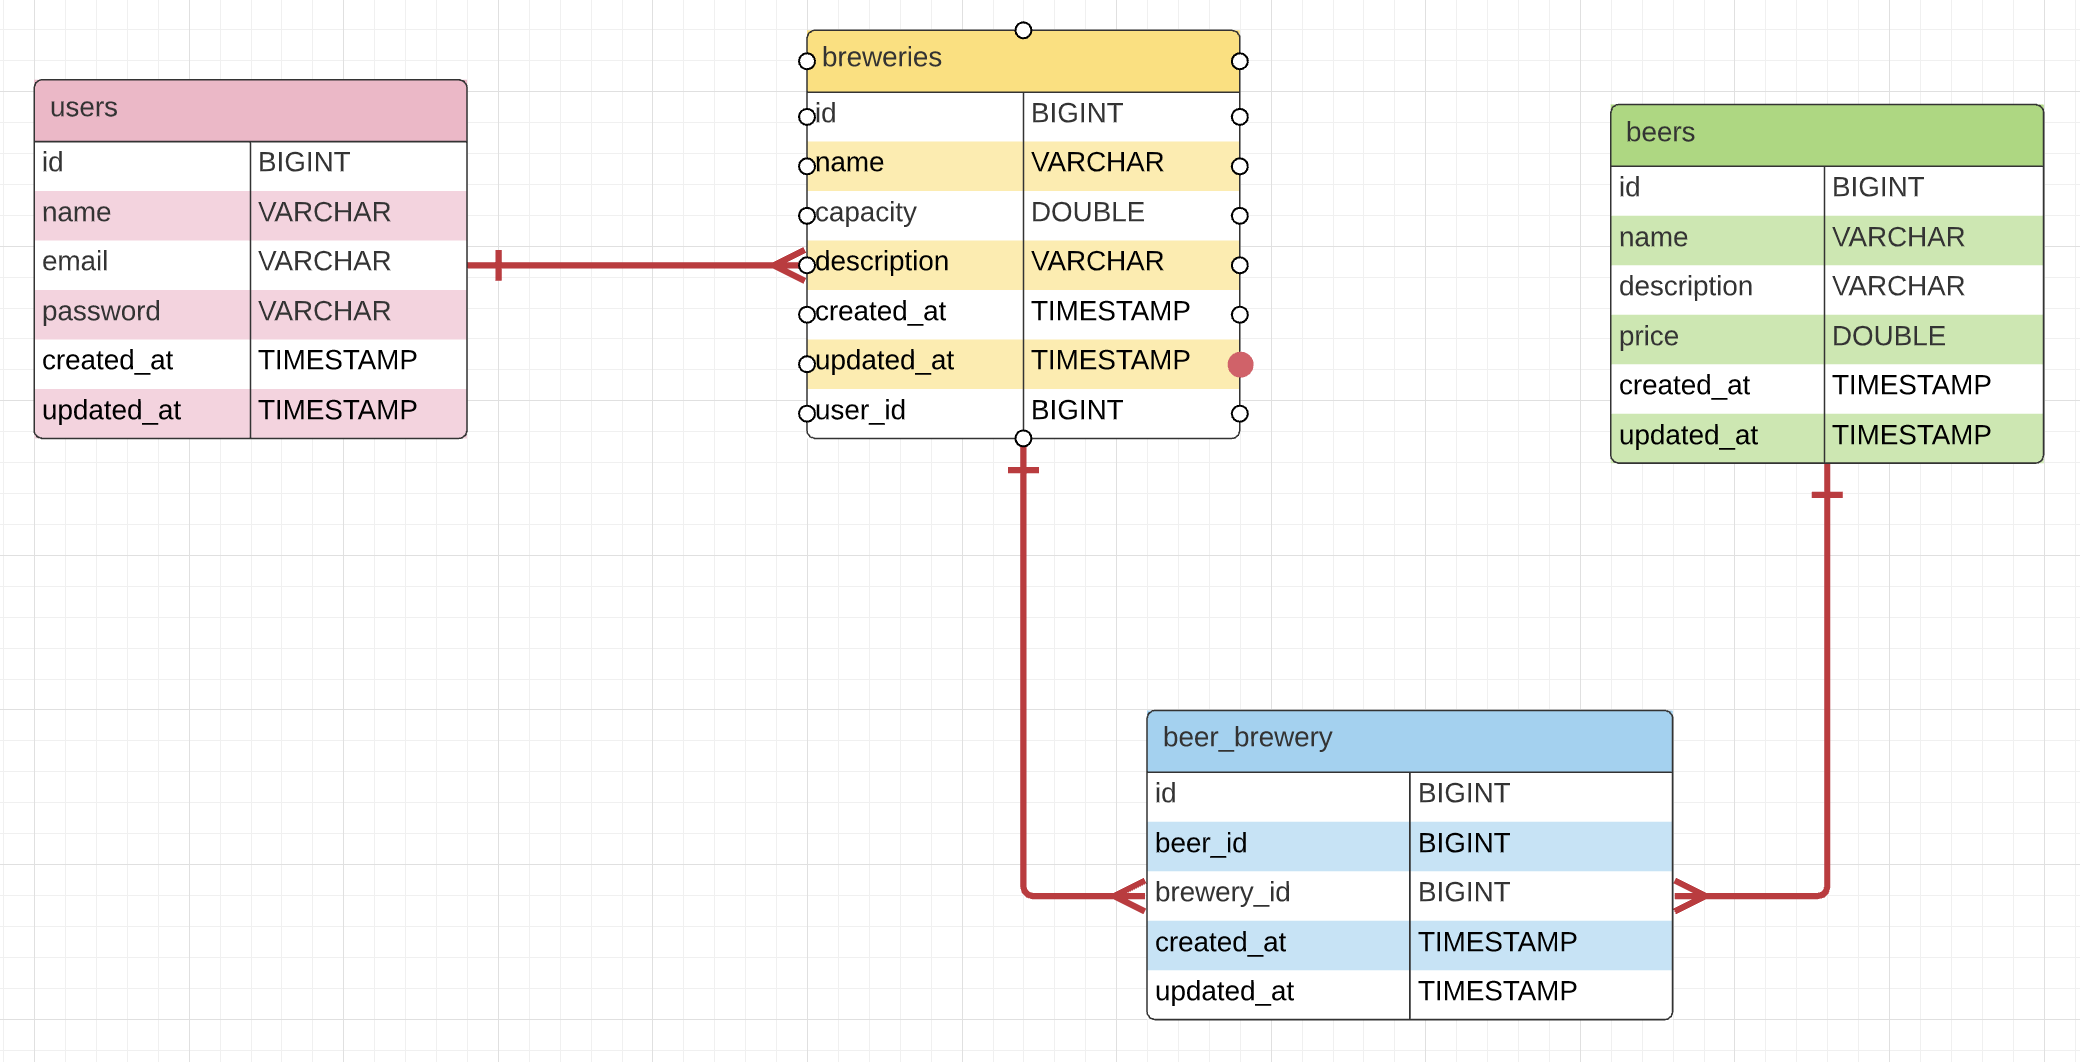 users
id BIGINT
name VARCHAR
email VARCHAR
password VARCHAR
created_at TIMESTAMP
updated_at TIMESTAMP
breweries
id BIGINT
name VARCHAR
capacity DOUBLE
description VARCHAR
created_at TIMESTAMP
updated_at TIMESTAMP
user_id BIGINT
beers
id BIGINT
name VARCHAR
description VARCHAR
price DOUBLE
created_at TIMESTAMP
updated_at TIMESTAMP
beer_brewery
id BIGINT
beer_id BIGINT
brewery_id BIGINT
created_at TIMESTAMP
updated_at TIMESTAMP